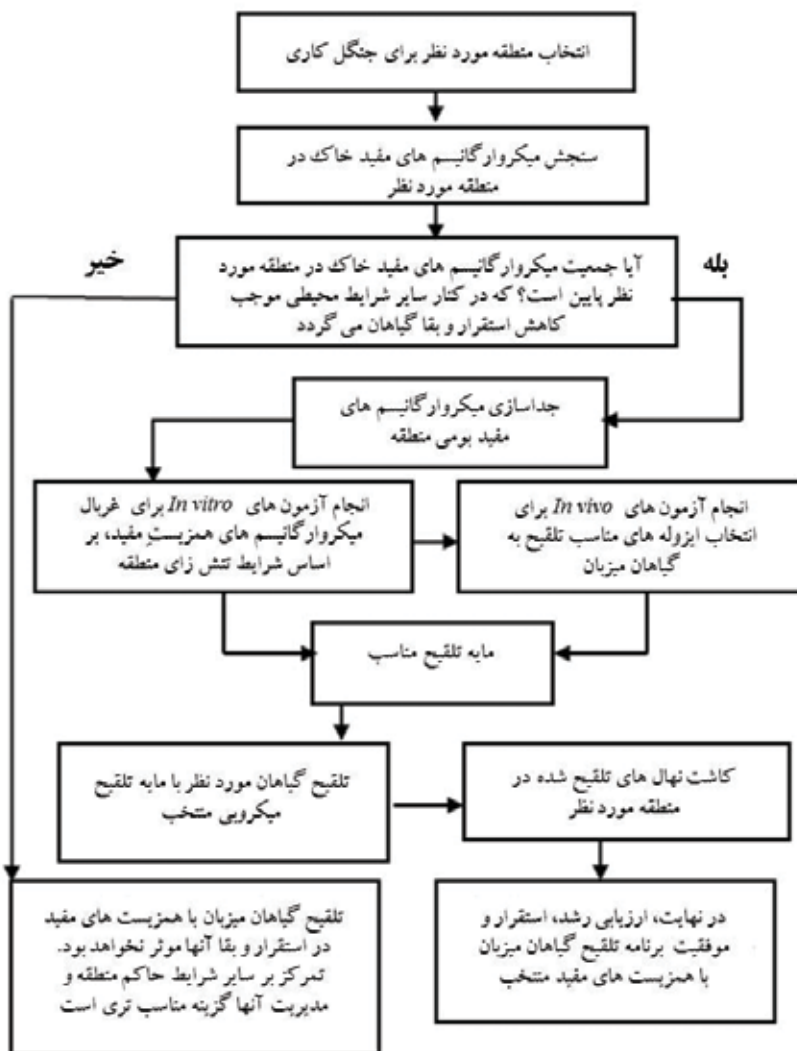 انتخاب منطقه مورد نظر برای جنگل کاری
سنجش میکروارگانیسم های مفید خاک در
منطقه مورد نظر
آیا جمعیت میکروارگانیسم های مفید خاک در منطقه مورد
نظر پایین است؟ که در کنار سایر شرایط محیطی موجب
کاهش استقرار و بقا گیاهان می گردد
بله
خیر
جداسازی میکروارگانیسم های
مفید بومی منطقه
انجام آزمون های In vivo برای
انتخاب ایزوله های مناسب تلقیح به
گیاهان میزبان
انجام آزمون های In vitro برای غربال
میکروارگانیسم های همزیستِ مفید، بر
اساس شرایط تنش زای منطقه
مایه تلقیح مناسب
تلقیح گیاهان مورد نظر با مایه تلقیح
میکروبی منتخب
کاشت نهال های تلقیح شده در
منطقه مورد نظر
در نهایت، ارزیابی رشد، استقرار و
موفقیت برنامه تلقیح گیاهان میزبان
با همزیست های مفید منتخب
تلقیح گیاهان میزبان با همزیست های مفید
در استقرار و بقا آنها موثر نخواهد بود.
تمرکز بر سایر شرایط حاکم منطقه و
مدیریت آنها گزینه مناسب تری است